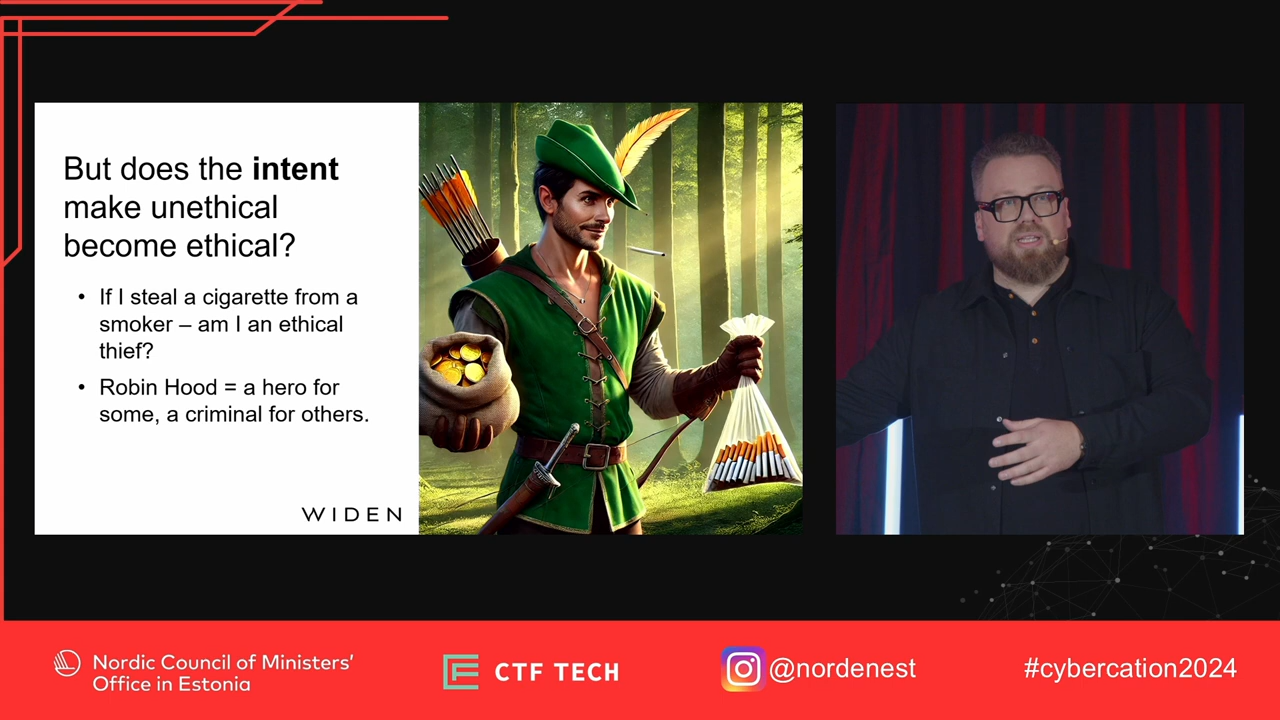 But does the intent
make unethical
become ethical?
• If I steal a cigarette from a
smoker – am I an ethical
thief?
• Robin Hood = a hero for
some, a criminal for others.
WIDEN
Nordic Council of Ministers'
Office in Estonia
CTF TECH
@nordenest
#cybercation2024